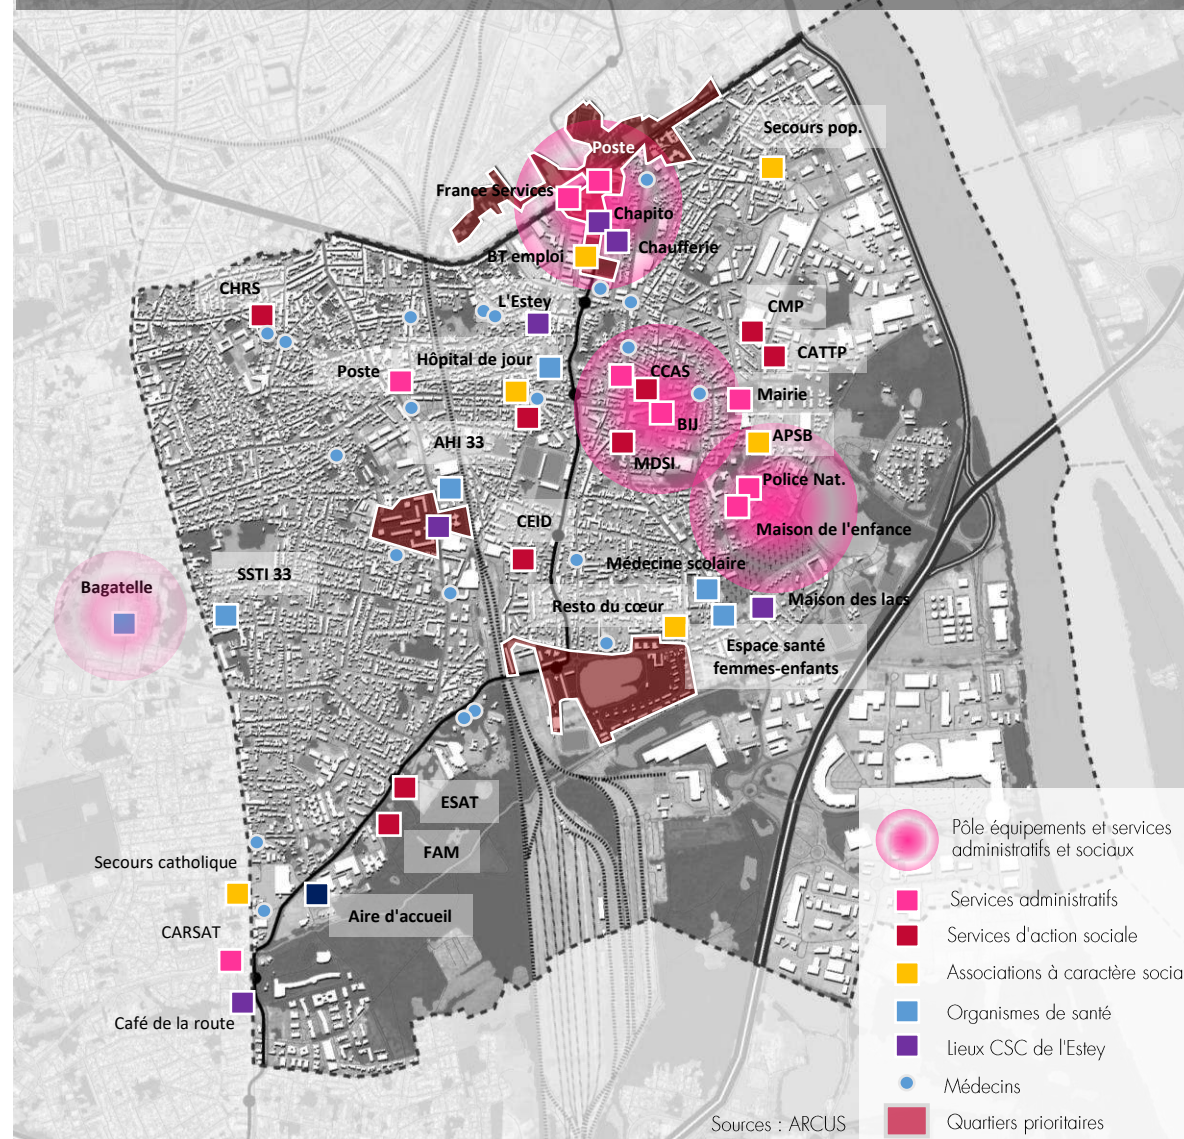 Secours pop.
Poste
France Services
Chapito
Chaufferie
BT emploi
CHRS
L'Estey
CMP
Hôpital de jour
CATTP
Poste
CCAS
Mairie
BIJ
AHI 33
APSB
MDSI
Police Nat.
CEID
Maison de l'enfance
Médecine scolaire
SSTI 33
Bagatelle
Resto du cœur
Maison des lacs
Espace santé
femmes-enfants
ESAT
FAM
Secours catholique
Aire d'accueil
CARSAT
Café de la route
Pôle équipements et services
administratifs et sociaux
Services administratifs
Services d'action sociale
Associations à caractère socia
Organismes de santé
Lieux CSC de l'Estey
Médecins
Quartiers prioritaires
Sources : ARCUS